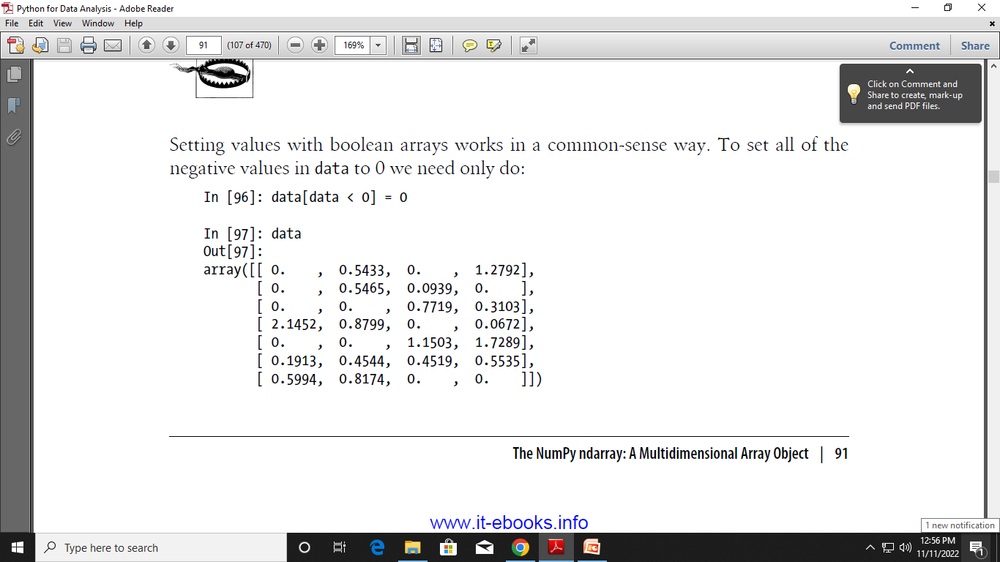 Python for Data Analysis - Adobe Reader
File Edit View Window Help
91 (107 of 470) 169% Comment Share
Click on Comment and
Share to create, mark-up
and send PDF files.
Setting values with boolean arrays works in a common-sense way. To set all of the
negative values in data to 0 we need only do:
In [96]: data[data < 0] = 0
In [97]: data
Out[97]:
array([[ 0.    ,  0.5433,  0.    ,  1.2792],
       [ 0.    ,  0.5465,  0.0939,  0.    ],
       [ 0.    ,  0.    ,  0.7719,  0.3103],
       [ 2.1452,  0.8799,  0.    ,  0.0672],
       [ 0.    ,  0.    ,  1.1503,  1.7289],
       [ 0.1913,  0.4544,  0.4519,  0.5535],
       [ 0.5994,  0.8174,  0.    ,  0.    ]])
The NumPy ndarray: A Multidimensional Array Object | 91
www.it-ebooks.info
1 new notification
Type here to search
12:56 PM
11/11/2022
1